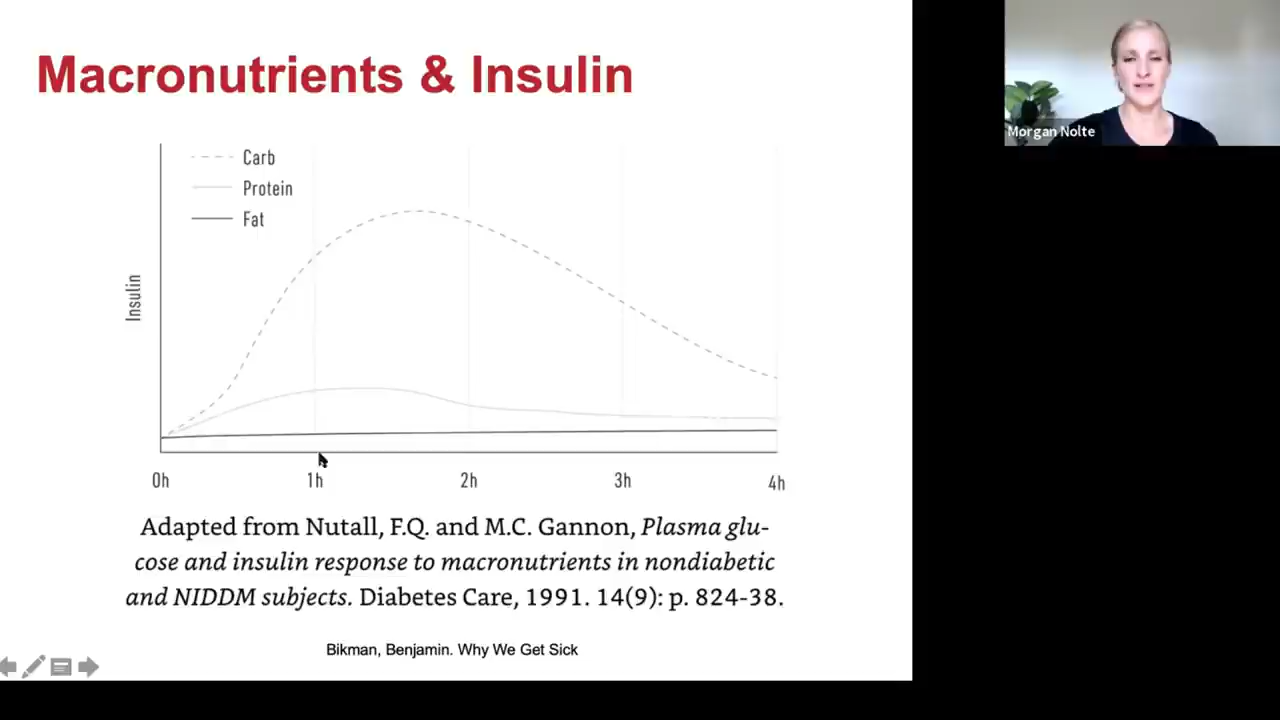 Macronutrients & Insulin
Morgan Nolte
Carb
Protein
Fat
Insulin
0h
1h
2h
3h
4h
Adapted from Nutall, F.Q. and M.C. Gannon, Plasma glu-
cose and insulin response to macronutrients in nondiabetic
and NIDDM subjects. Diabetes Care, 1991. 14(9): p. 824-38.
Bikman, Benjamin. Why We Get Sick